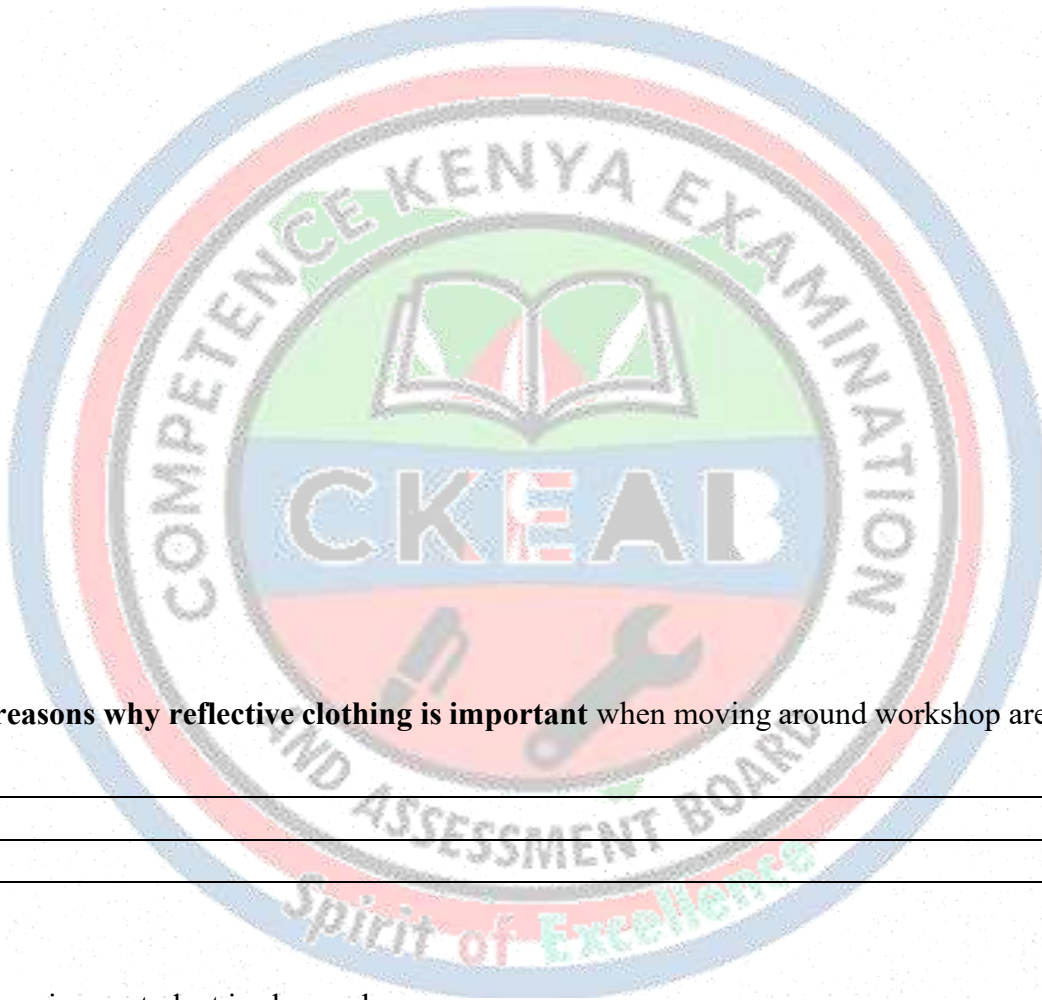 COMPETENCE KENYA EXAMINATION
CKEAB
reasons why reflective clothing is important when moving around workshop
AND ASSESSMENT BOARD
Spirit of Excellence